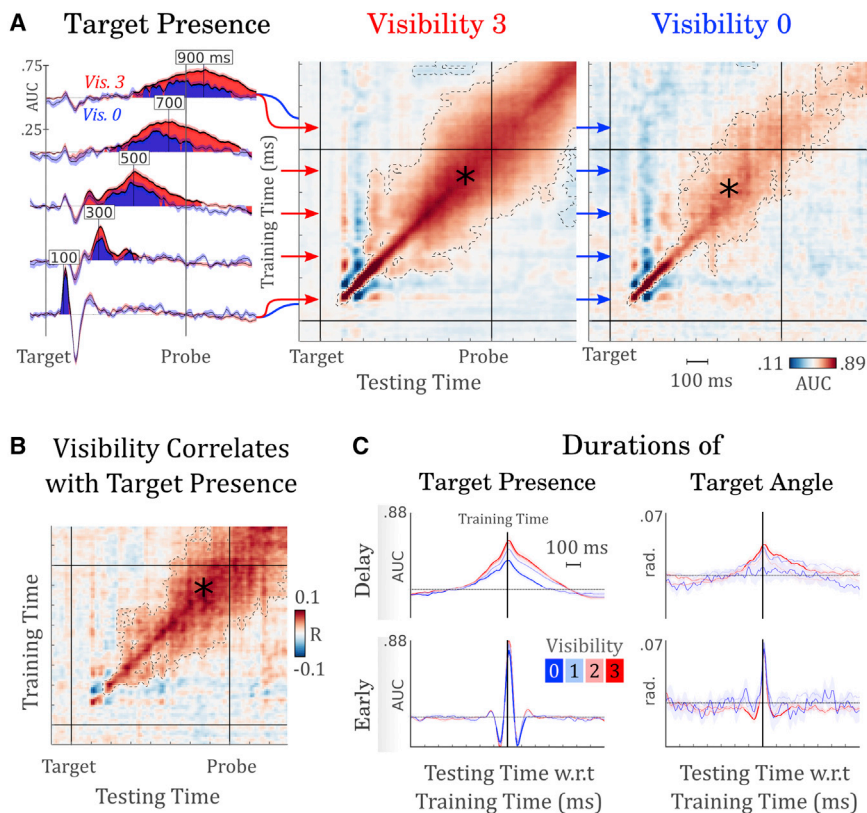 A
Target Presence
Visibility 3
Visibility 0
.75
AUC
.25
Vis. 3
Vis. 0
900 ms
700
500
300
100
Training Time (ms)
*
*
Target
Probe
Probe
Target
Testing Time
100 ms
.11
.89
AUC
B
Visibility Correlates
with Target Presence
*
Training Time
0.1
R
-0.1
Target
Probe
Testing Time
C
Durations of
Target Presence
Target Angle
Delay
.88
AUC
Training Time
100 ms
.07
rad.
Early
.88
AUC
Visibility
0 1 2 3
.07
rad.
Testing Time w.r.t
Training Time (ms)
Testing Time w.r.t
Training Time (ms)